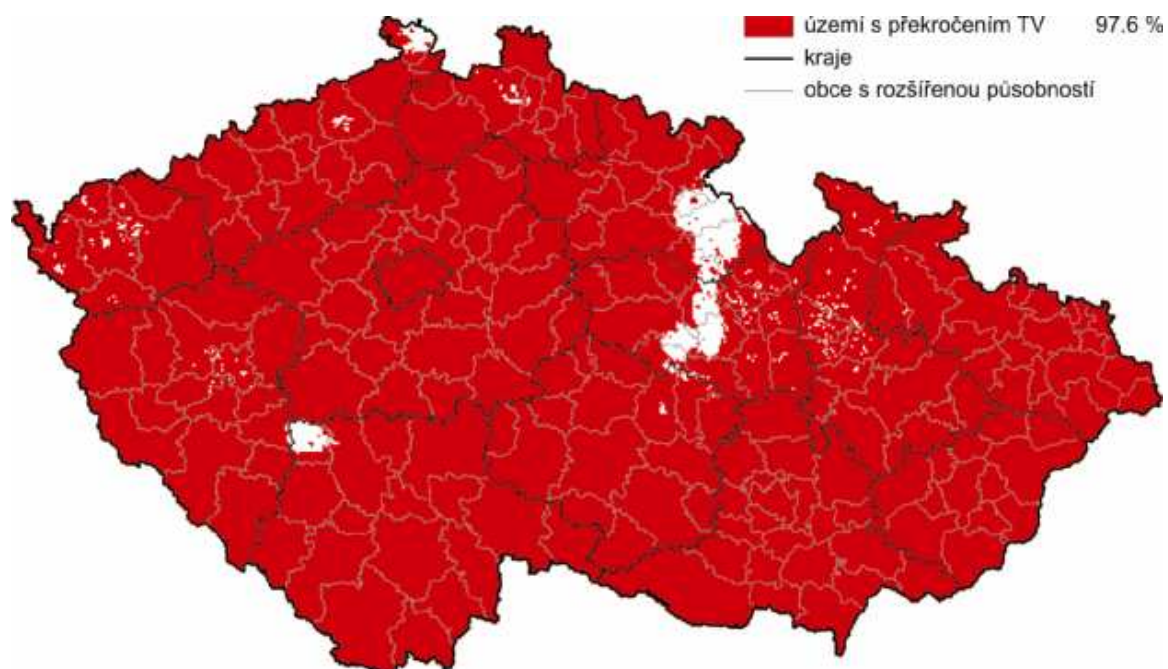 území s překročením TV 97.6 %
kraje
obce s rozšířenou působností